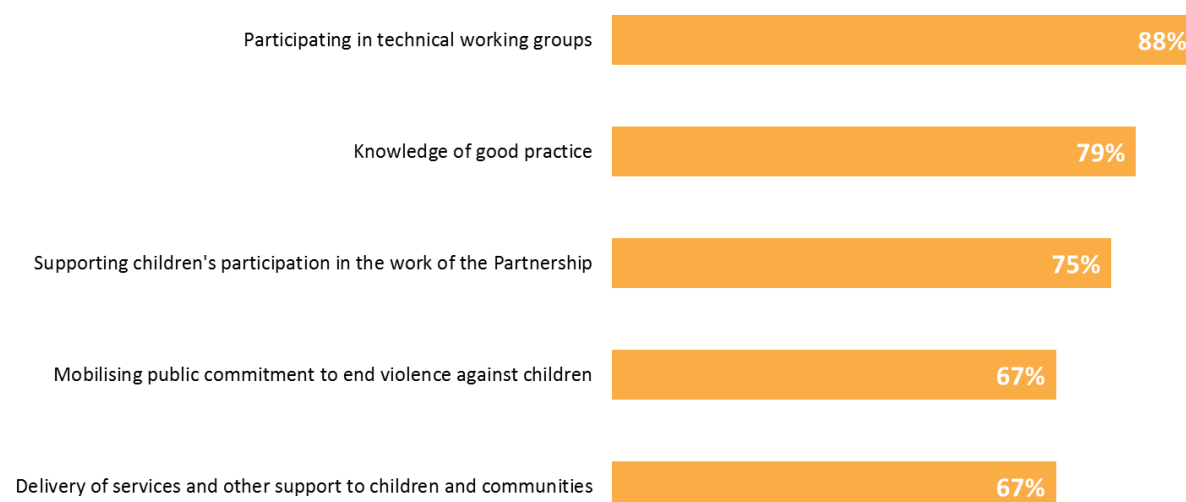 Participating in technical working groups 88%
Knowledge of good practice 79%
Supporting children's participation in the work of the Partnership 75%
Mobilising public commitment to end violence against children 67%
Delivery of services and other support to children and communities 67%